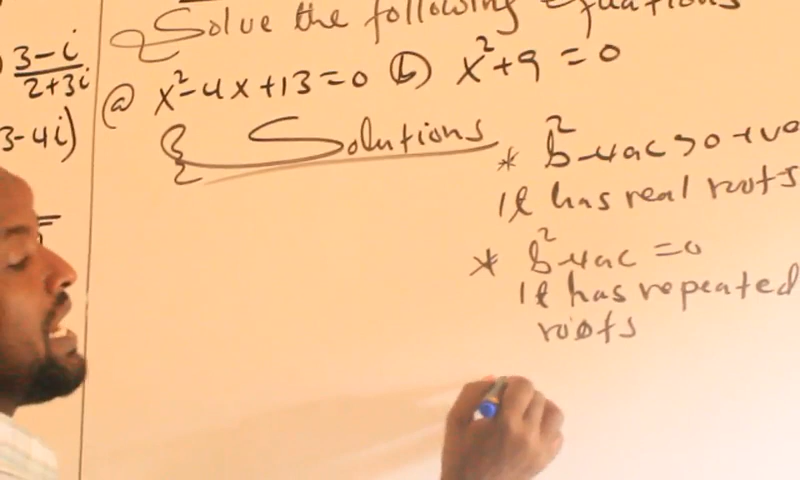 Solve the following Equations
3-i
2+3i
3-4i)
(a) x²-4x+13=0 (b) x²+9=0
Solutions
* b²-4ac>0 +ve
It has real roots
* b²-4ac=0
It has repeated
roots